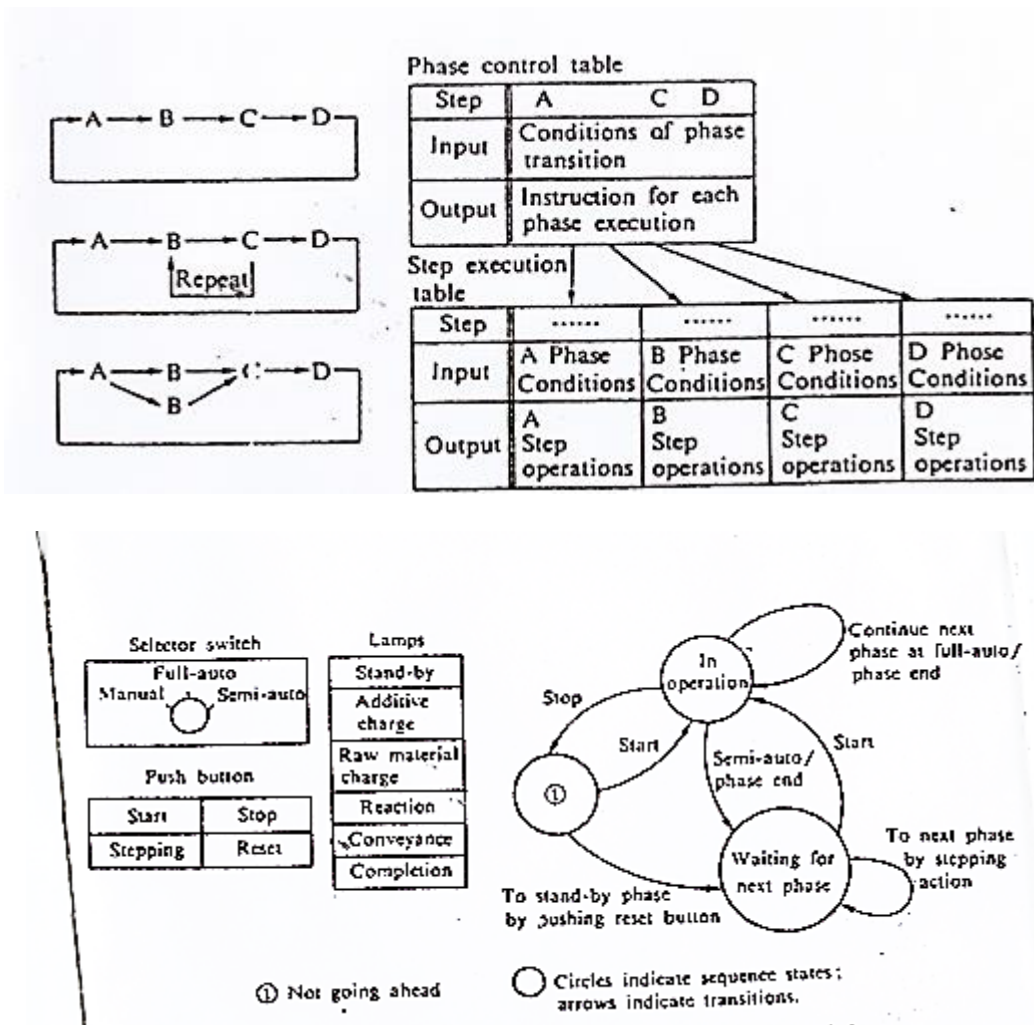 A B C D
A B C D
Repeat
A B C D
B
Phase control table
Step A C D
Input Conditions of phase
transition
Output Instruction for each
phase execution
Step execution
table
Step ...... ...... ...... ......
Input A Phase B Phase C Phose D Phose
Conditions Conditions Conditions Conditions
Output A B C D
Step Step Step Step
operations operations operations operations
Selector switch
Full-auto
Manual Semi-auto
Push button
Start Stop
Stepping Reset
Lamps
Stand-by
Additive
charge
Raw material
charge
Reaction
Conveyance
Completion
In
operation
Continue next
phase at full-auto/
phase end
Stop
Start
Semi-auto/
phase end
Start
①
Waiting for
next phase
To next phase
by stepping
action
To stand-by phase
by pushing reset button
① Not going ahead
Circles indicate sequence states;
arrows indicate transitions.